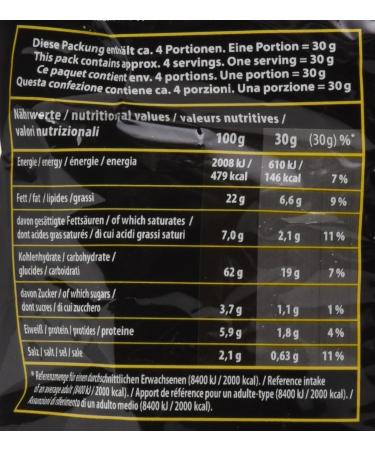 Diese Packung enthält ca. 4 Portionen. Eine Portion = 30 g
This pack contains approx. 4 servings. One serving = 30 g
Ce paquet contient env. 4 portions. Une portion = 30 g
Questa confezione contiene ca. 4 porzioni. Una porzione = 30 g
Nährwerte / nutritional values / valeurs nutritives /
valori nutrizionali 100g 30g (30g) %*
Energie / energy / énergie / energia 2008 kJ / 479 kcal 610 kJ / 146 kcal 7 %
Fett / fat / lipides / grassi 22 g 6,6 g 9 %
davon gesättigte Fettsäuren / of which saturates /
dont acides gras saturés / di cui acidi grassi saturi 7,0 g 2,1 g 11 %
Kohlenhydrate / carbohydrate /
glucides / carboidrati 62 g 19 g 7 %
davon Zucker / of which sugars /
dont sucres / di cui zucchero 3,7 g 1,1 g 1 %
Eiweiß / protein / protides / proteine 5,9 g 1,8 g 4 %
Salz / salt / sel / sale 2,1 g 0,63 g 11 %
* Referenzmenge für einen durchschnittlichen Erwachsenen (8400 kJ / 2000 kcal). / Reference intake
of an average adult (8400 kJ / 2000 kcal). / Apport de référence pour un adulte-type (8400 kJ / 2000 kcal). /
Assunzioni di riferimento di un adulto medio (8400 kJ / 2000 kcal).